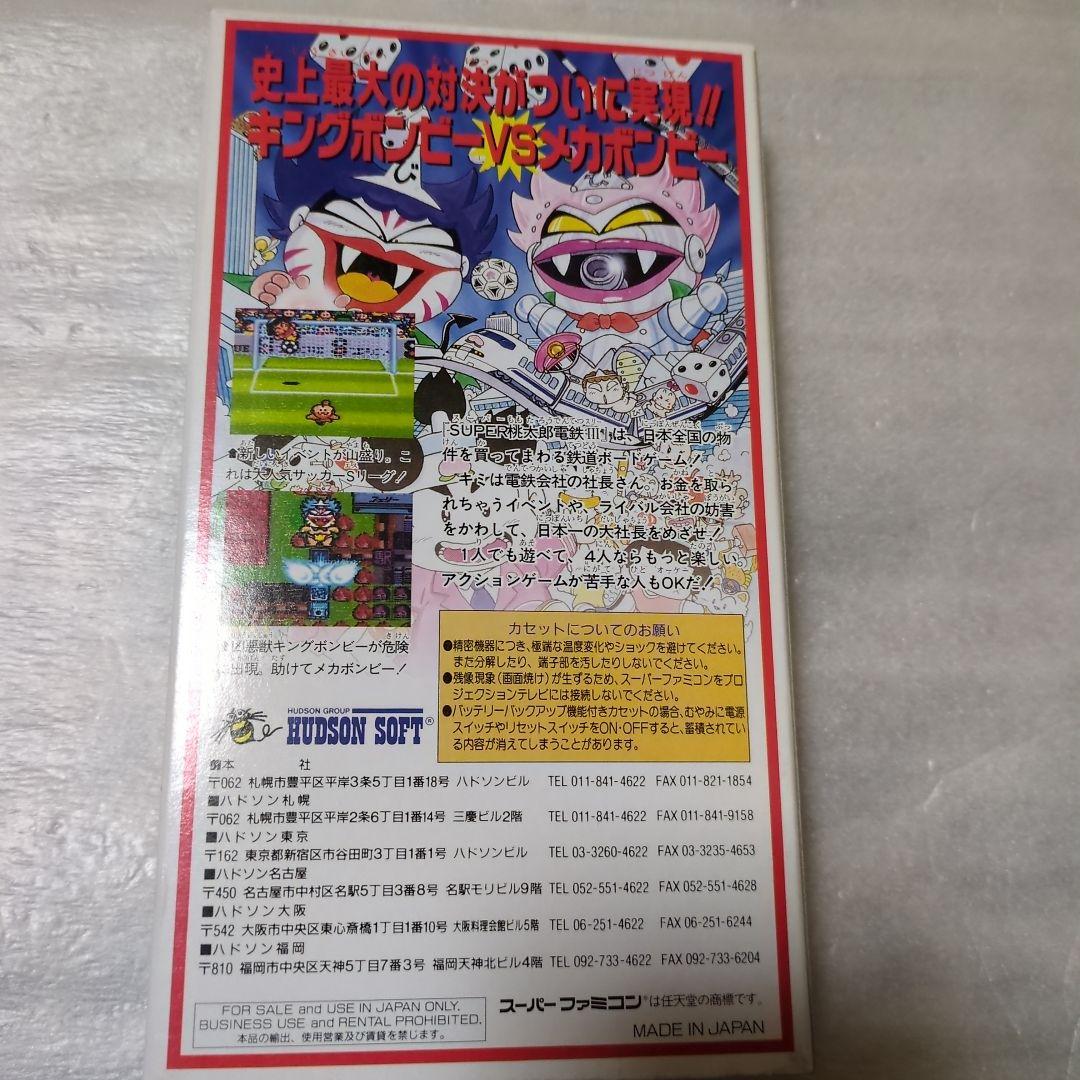 史上最大の対決がついに実現!!
キングボンビーVSメカボンビー
び
『SUPER桃太郎電鉄III』は、日本全国の物
件を買ってまわる鉄道ボードゲーム!
キミは電鉄会社の社長さん。お金を取ら
れちゃうイベントや、ライバル会社の妨害
をかわして、日本一の大社長をめざせ!
1人でも遊べて、4人ならもっと楽しい。
アクションゲームが苦手な人もOKだ!
⬆新しいイベントが山盛り。こ
れは大人気サッカーSリーグ!
フェリー
駅
凶悪獣キングボンビーが危険
出現。助けてメカボンビー!
カセットについてのお願い
●精密機器につき、極端な温度変化やショックを避けてください。
また分解したり、端子部を汚したりしないでください。
●残像現象(画面焼け)が生ずるため、スーパーファミコンをプロ
ジェクションテレビには接続しないでください。
●バッテリーバックアップ機能付きカセットの場合、むやみに電源
スイッチやリセットスイッチをON・OFFすると、蓄積されてい
る内容が消えてしまうことがあります。
HUDSON GROUP
HUDSON SOFT®
■本 社
〒062 札幌市豊平区平岸3条5丁目1番18号 ハドソンビル TEL 011-841-4622 FAX 011-821-1854
■ハドソン札幌
〒062 札幌市豊平区平岸2条6丁目1番14号 三慶ビル2階 TEL 011-841-4622 FAX 011-841-9158
■ハドソン東京
〒162 東京都新宿区市谷田町3丁目1番1号 ハドソンビル TEL 03-3260-4622 FAX 03-3235-4653
■ハドソン名古屋
〒450 名古屋市中村区名駅5丁目3番8号 名駅モリビル9階 TEL 052-551-4622 FAX 052-551-4628
■ハドソン大阪
〒542 大阪市中央区東心斎橋1丁目1番10号 大阪料理会館ビル5階 TEL 06-251-4622 FAX 06-251-6244
■ハドソン福岡
〒810 福岡市中央区天神5丁目7番3号 福岡天神北ビル4階 TEL 092-733-4622 FAX 092-733-6204
FOR SALE and USE IN JAPAN ONLY.
BUSINESS USE and RENTAL PROHIBITED.
本品の輸出、使用営業及び賃貸を禁じます。
スーパーファミコン®は任天堂の商標です。
MADE IN JAPAN